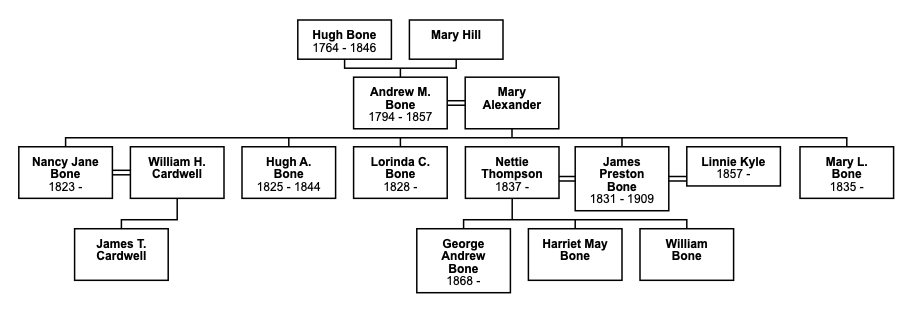 Hugh Bone
1764 - 1846
Mary Hill
Andrew M.
Bone
1794 - 1857
Mary
Alexander
Nancy Jane
Bone
1823 -
William H.
Cardwell
Hugh A.
Bone
1825 - 1844
Lorinda C.
Bone
1828 -
Nettie
Thompson
1837 -
James
Preston
Bone
1831 - 1909
Linnie Kyle
1857 -
Mary L.
Bone
1835 -
James T.
Cardwell
George
Andrew
Bone
1868 -
Harriet May
Bone
William
Bone